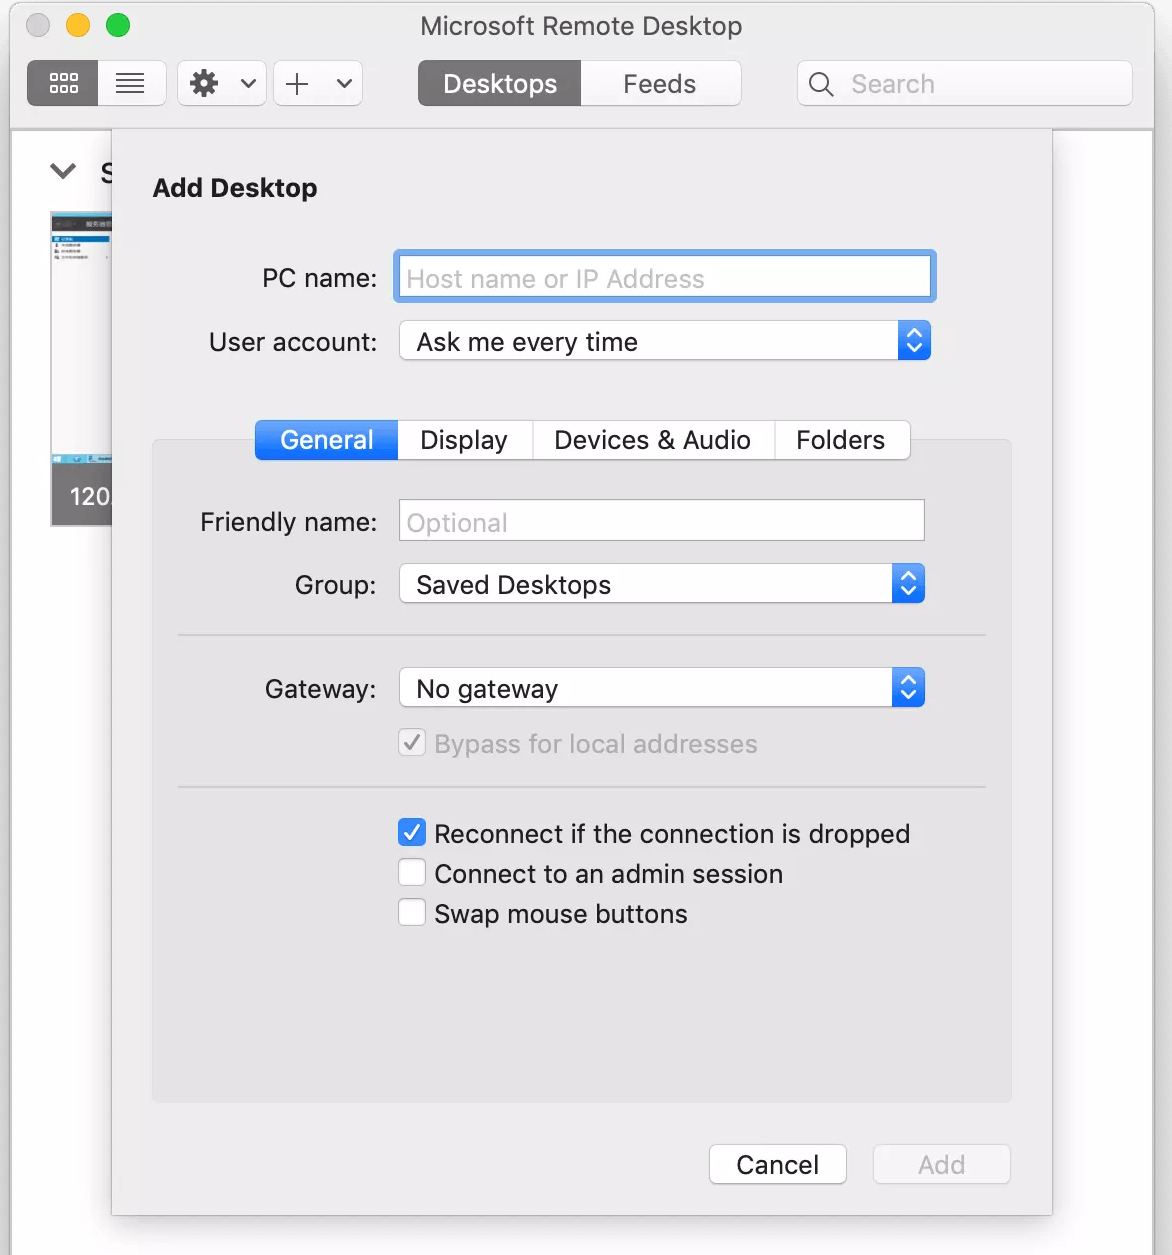 Microsoft Remote Desktop
Desktops Feeds Search
S
Add Desktop
PC name: Host name or IP Address
User account: Ask me every time
General Display Devices & Audio Folders
120.
Friendly name: Optional
Group: Saved Desktops
Gateway: No gateway
Bypass for local addresses
Reconnect if the connection is dropped
Connect to an admin session
Swap mouse buttons
Cancel Add